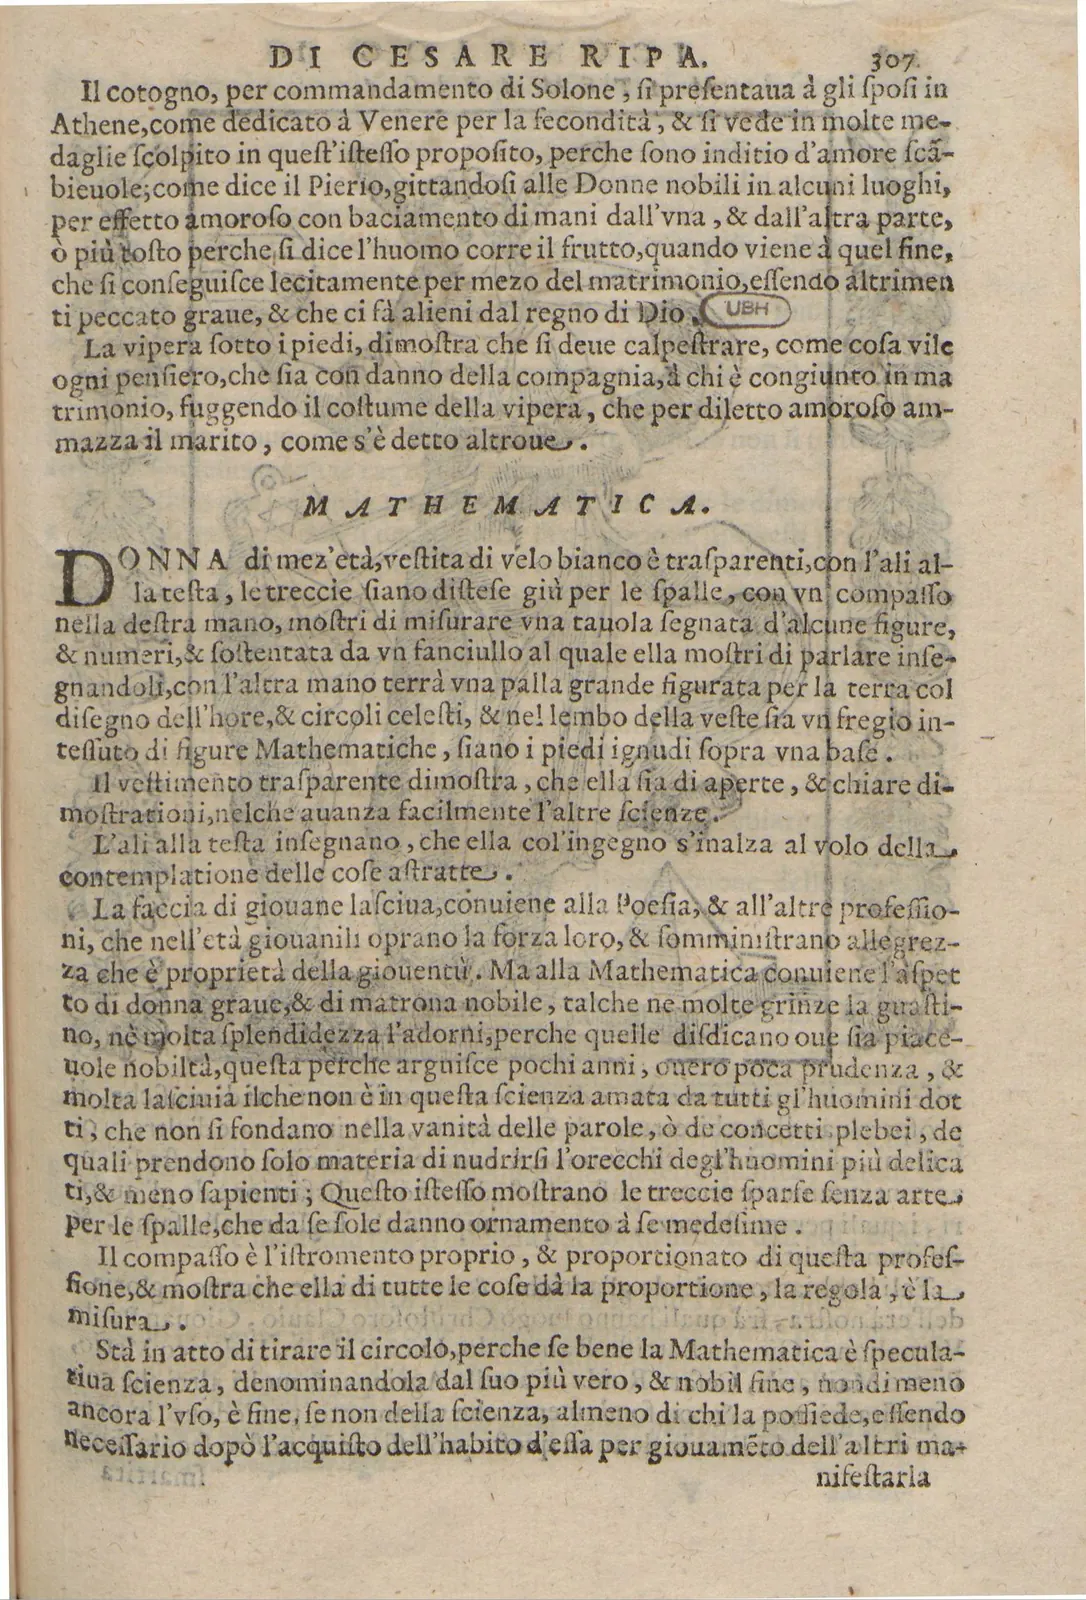 DI CESARE RIPA. 307
Il cotogno, per commandamento di Solone, si presentaua à gli sposi in
Athene,come dedicato à Venere per la fecondità, & si vede in molte me-
daglie scolpito in quest'istesso proposito, perche sono inditio d'amore scã-
bieuole;come dice il Pierio,gittandosi alle Donne nobili in alcuni luoghi,
per effetto amoroso con baciamento di mani dall'vna, & dall'altra parte,
ò più tosto perche si dice l'huomo corre il frutto,quando viene à quel fine,
che si conseguisce lecitamente per mezo del matrimonio,essendo altrimen
ti peccato graue, & che ci fà alieni dal regno di Dio. UBH
La vipera sotto i piedi, dimostra che si deue calpestrare, come cosa vile
ogni pensiero,che sia con danno della compagnia,à chi è congiunto in ma
trimonio, fuggendo il costume della vipera, che per diletto amoroso am-
mazza il marito, come s'è detto altroue.
MATHEMATICA.
DONNA di mez'età,vestita di velo bianco è trasparenti,con l'ali al-
la testa, le treccie siano distese giù per le spalle, con vn compasso
nella destra mano, mostri di misurare vna tauola segnata d'alcune figure,
& numeri,& sostentata da vn fanciullo al quale ella mostri di parlare inse-
gnandoli,con l'altra mano terrà vna palla grande figurata per la terra col
disegno dell'hore,& circoli celesti, & nel lembo della veste sia vn fregio in-
tessuto di figure Mathematiche, siano i piedi ignudi sopra vna base.
Il vestimento trasparente dimostra, che ella sia di aperte, & chiare di-
mostrationi,nelche auanza facilmente l'altre scienze.
L'ali alla testa insegnano, che ella col'ingegno s'inalza al volo della
contemplatione delle cose astratte.
La faccia di giouane lasciua,conuiene alla Poesia, & all'altre professio-
ni, che nell'età giouanili oprano la forza loro, & somministrano allegrez-
za che è proprietà della giouentù. Ma alla Mathematica conuiene l'aspet
to di donna graue,& di matrona nobile, talche ne molte grinze la guasti-
no, nè molta splendidezza l'adorni,perche quelle disdicano oue sia piace-
uole nobiltà,questa perche arguisce pochi anni, ouero poca prudenza, &
molta lasciuia ilche non è in questa scienza amata da tutti gl'huomini dot
ti, che non si fondano nella vanità delle parole, ò de concetti plebei, de
quali prendono solo materia di nudrirsi l'orecchi degl'huomini più delica
ti,& meno sapienti; Questo istesso mostrano le treccie sparse senza arte
per le spalle,che da se sole danno ornamento à se medesime.
Il compasso è l'istromento proprio, & proportionato di questa profes-
sione,& mostra che ella di tutte le cose dà la proportione, la regola, è la
misura.
Stà in atto di tirare il circolo,perche se bene la Mathematica è specula-
tiua scienza, denominandola dal suo più vero, & nobil fine, nondimeno
ancora l'vso, è fine, se non della scienza, almeno di chi la possiede,essendo
necessario dopò l'acquisto dell'habito d'essa per giouamẽto dell'altri ma-
nifestarla